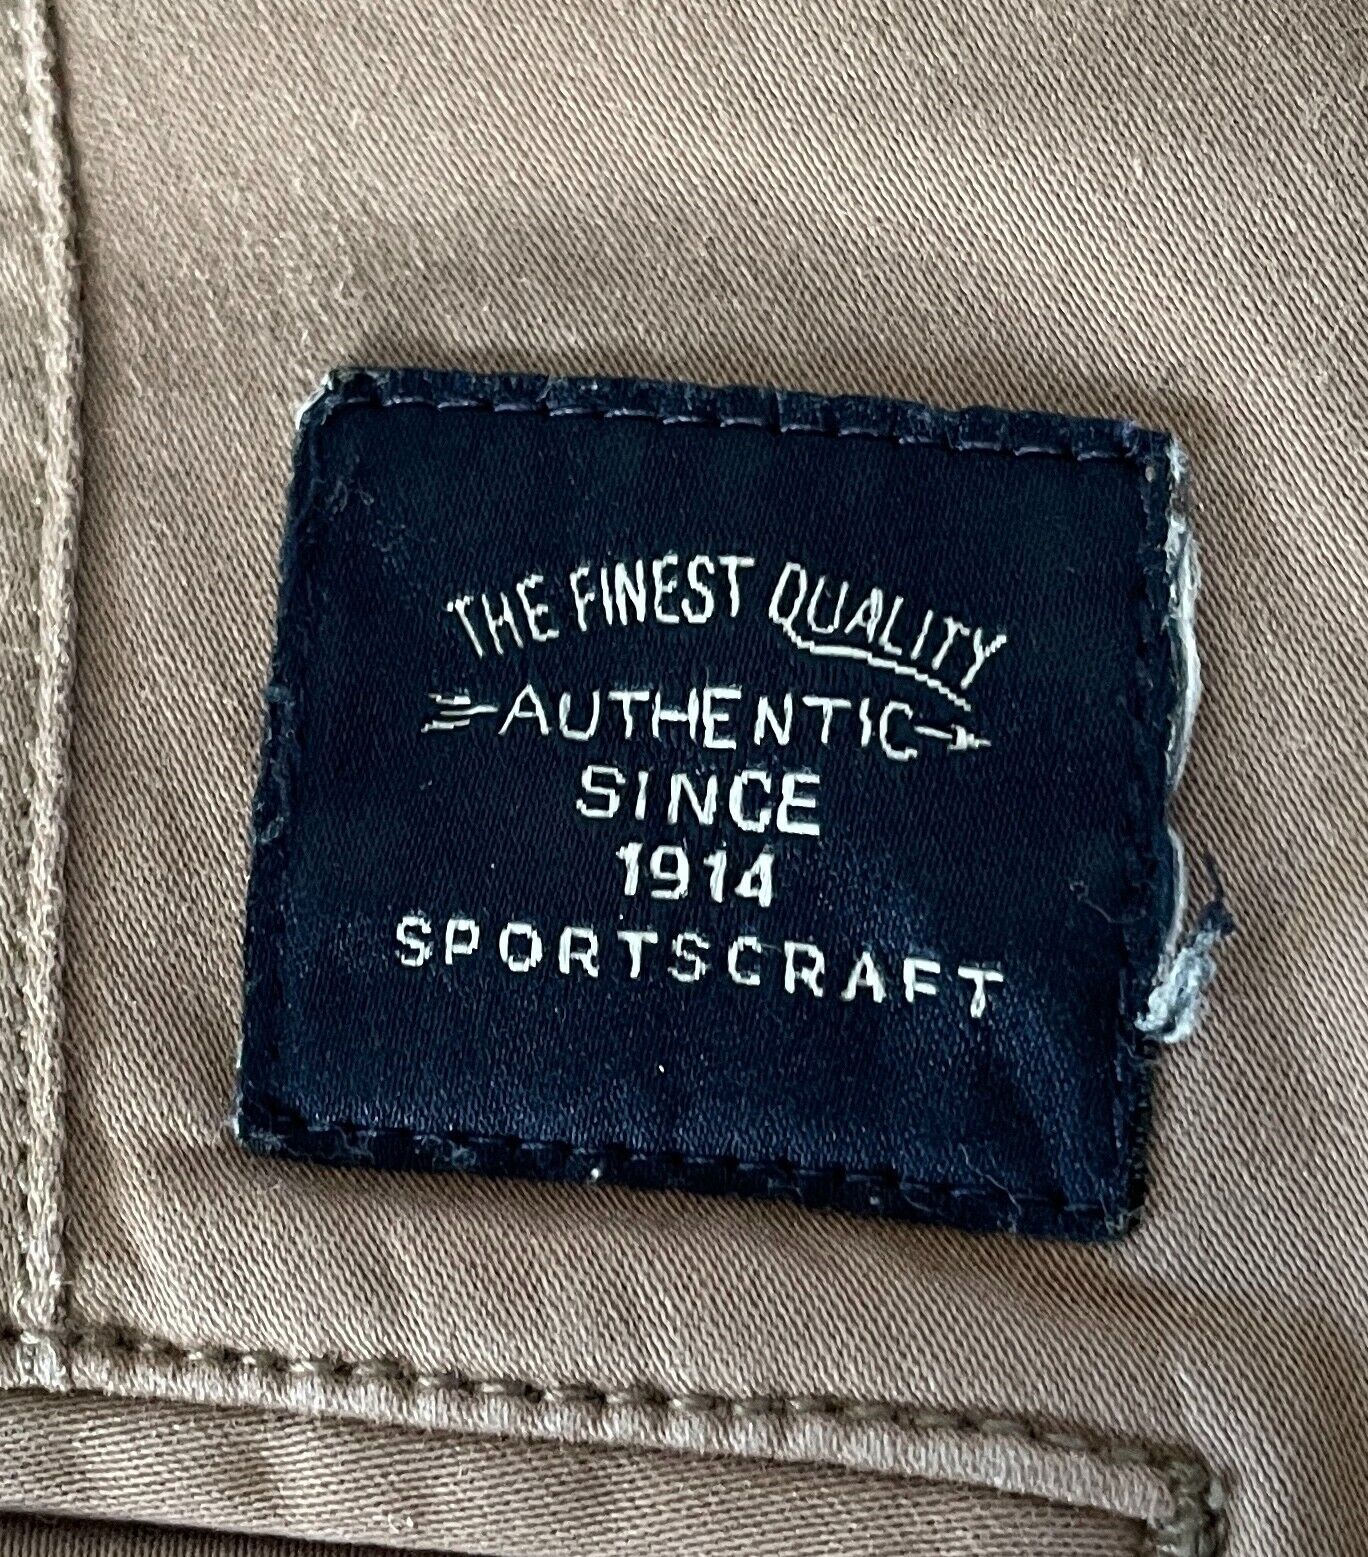 THE FINEST QUALITY
AUTHENTIC
SINCE
1914
SPORTSCRAFT